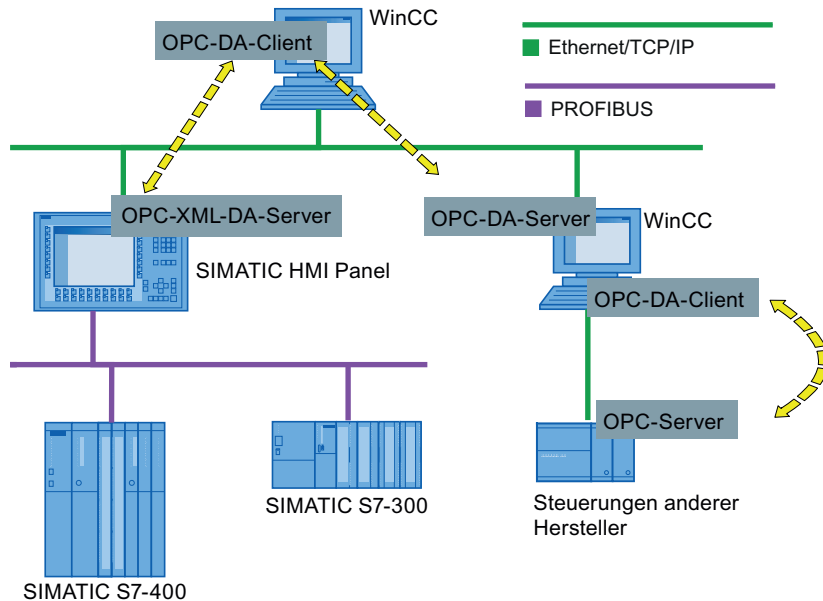 WinCC
OPC-DA-Client
Ethernet/TCP/IP
PROFIBUS
OPC-XML-DA-Server
OPC-DA-Server
WinCC
SIMATIC HMI Panel
OPC-DA-Client
OPC-Server
SIMATIC S7-300
Steuerungen anderer
Hersteller
SIMATIC S7-400